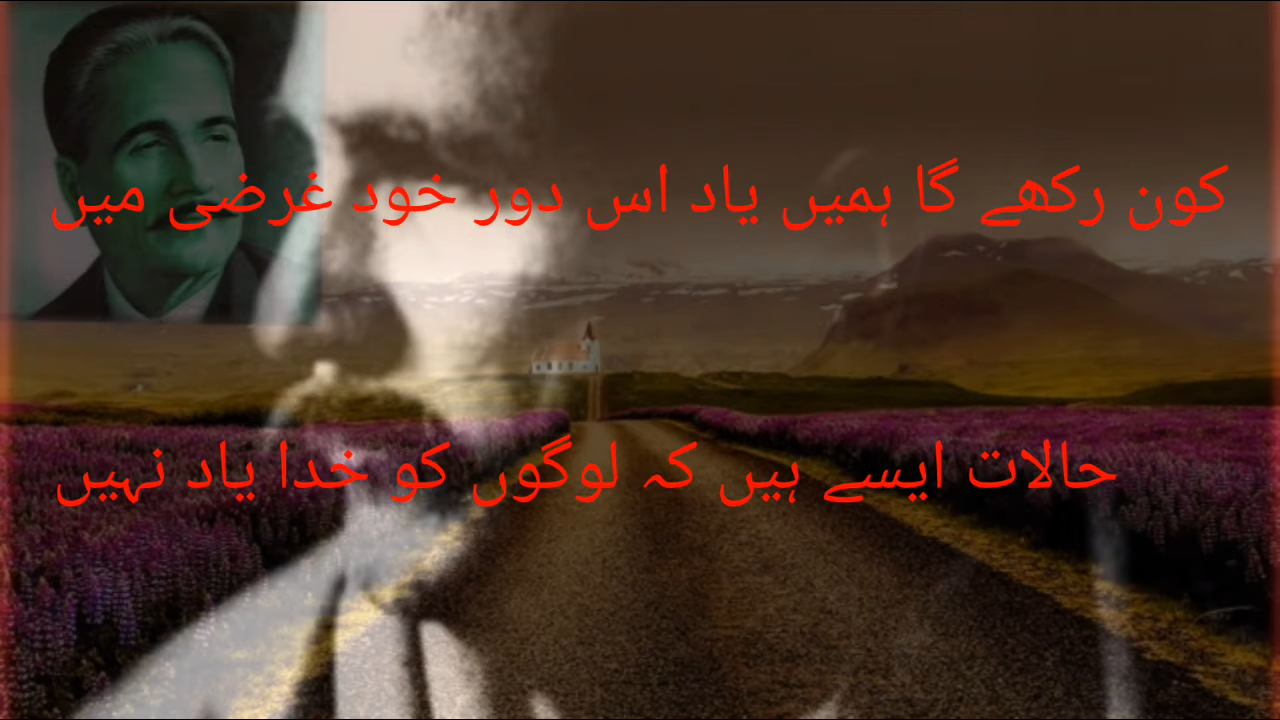 کون رکھے گا ہمیں یاد اس دور خود غرضی میں
حالات ایسے ہیں کہ لوگوں کو خدا یاد نہیں